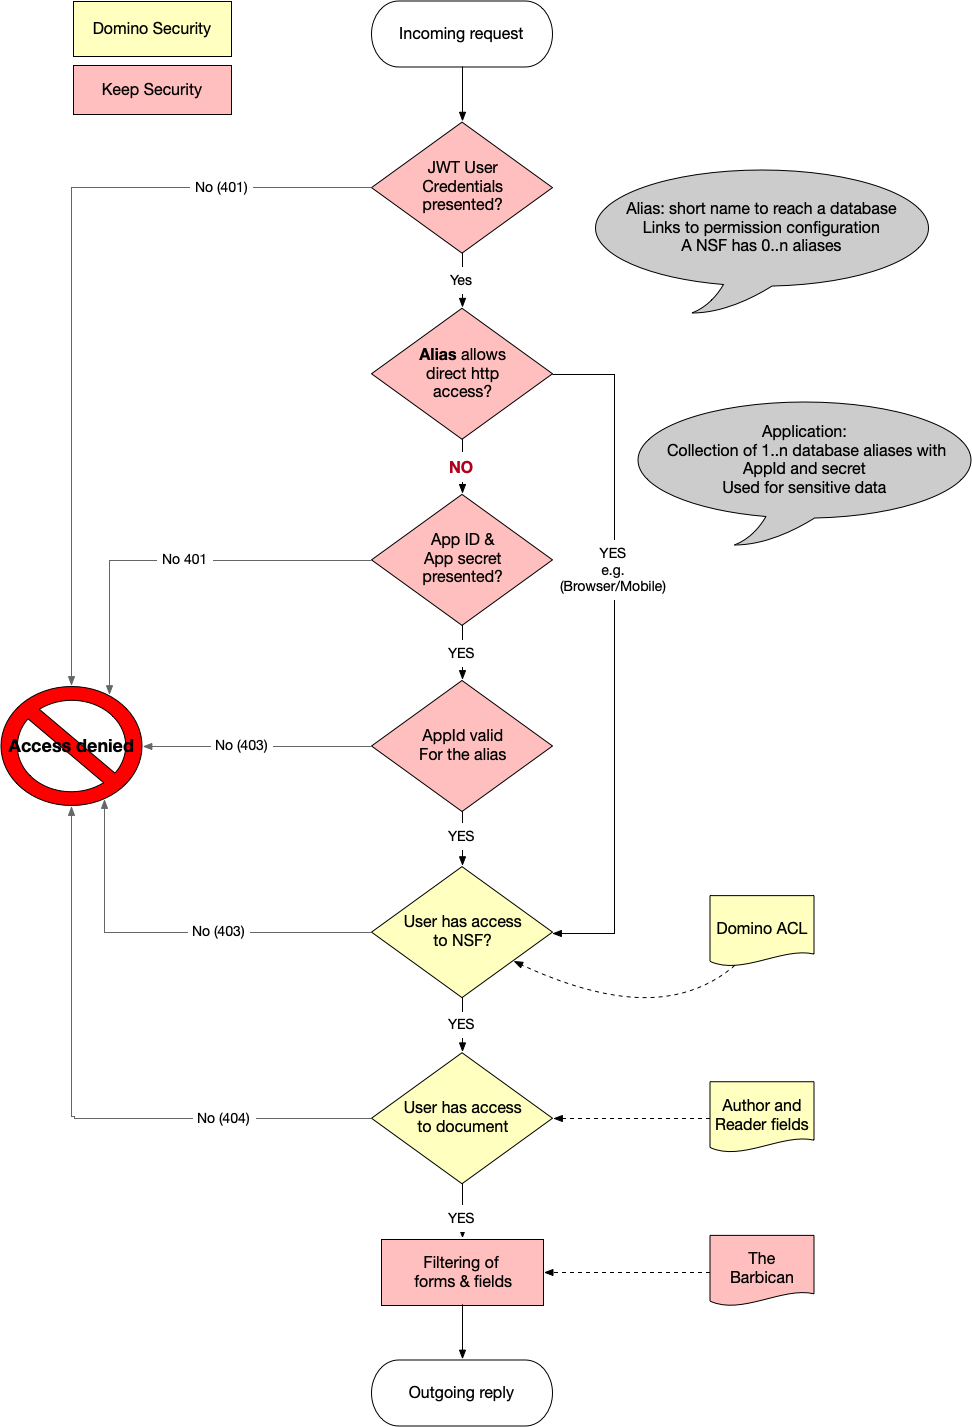 Domino Security
Incoming request
Keep Security
JWT User
Credentials
presented?
No (401)
Alias: short name to reach a database
Links to permission configuration
A NSF has 0..n aliases
Yes
Alias allows
direct http
access?
Application:
Collection of 1..n database aliases with
AppId and secret
Used for sensitive data
NO
App ID &
App secret
presented?
No 401
YES
e.g.
(Browser/Mobile)
YES
AppId valid
For the alias
No (403)
Access denied
YES
User has access
to NSF?
No (403)
Domino ACL
YES
User has access
to document
No (404)
Author and
Reader fields
YES
Filtering of
forms & fields
The
Barbican
Outgoing reply